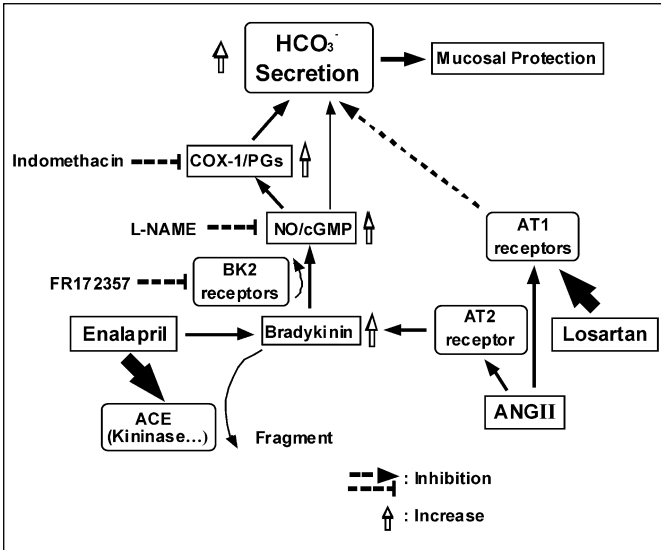 HCO₃⁻
Secretion
Mucosal Protection
Indomethacin
COX-1/PGs
L-NAME
NO/cGMP
AT1
receptors
FR172357
BK2
receptors
Enalapril
Bradykinin
AT2
receptor
Losartan
ACE
(Kininase...)
Fragment
ANGII
: Inhibition
: Increase